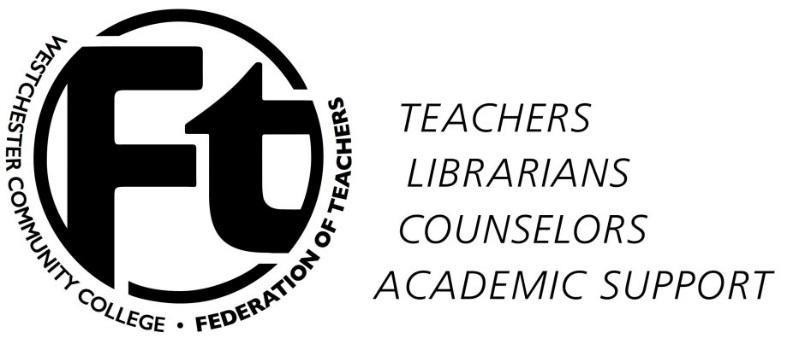 Ft
WESTCHESTER COMMUNITY COLLEGE • FEDERATION OF TEACHERS
TEACHERS
LIBRARIANS
COUNSELORS
ACADEMIC SUPPORT